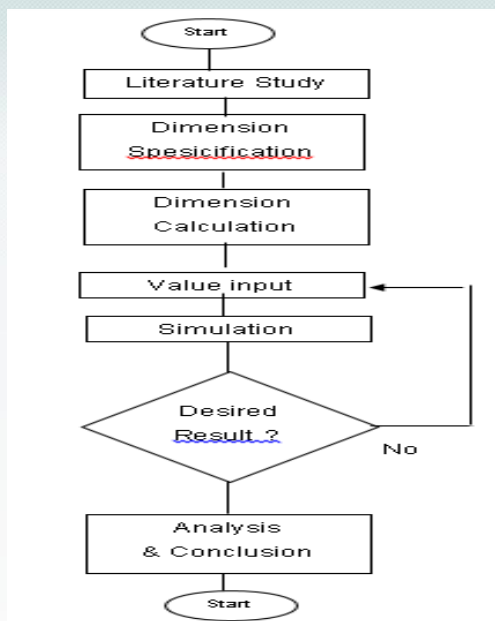 Start
Literature Study
Dimension
Spesicification
Dimension
Calculation
Value input
Simulation
Desired
Result ?
No
Analysis
& Conclusion
Start